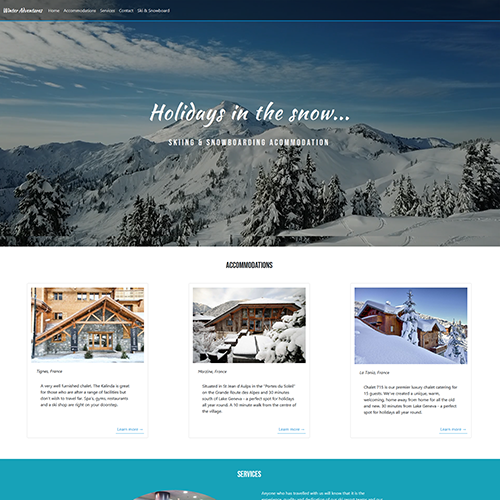 Winter Adventures Home Accommodations Services Contact Ski & Snowboard
Holidays in the snow...
SKIING & SNOWBOARDING ACOMMODATION
ACCOMMODATIONS
Tignes, France
A very well furnished chalet. The Kalinda is great
for those who are after a range of facilities but
don't wish to travel far. Spa's, gyms, restaurants
and a ski shop are right on your doorstep.
Learn more →
Morzine, France
Situated in St Jean d'Aulps in the "Portes du Soleil"
on the Grande Route des Alpes and 30 minutes
south of Lake Geneva - a perfect spot for holidays
all year round. A 10 minute walk from the centre of
the village.
Learn more →
La Tania, France
Chalet T15 is our premier luxury chalet catering for
15 guests. We've created a unique, warm,
welcoming, home away from home for all the old
and new. 30 minutes from Lake Geneva - a perfect
spot for holidays all year round.
Learn more →
SERVICES
Anyone who has travelled with us will know that it is the